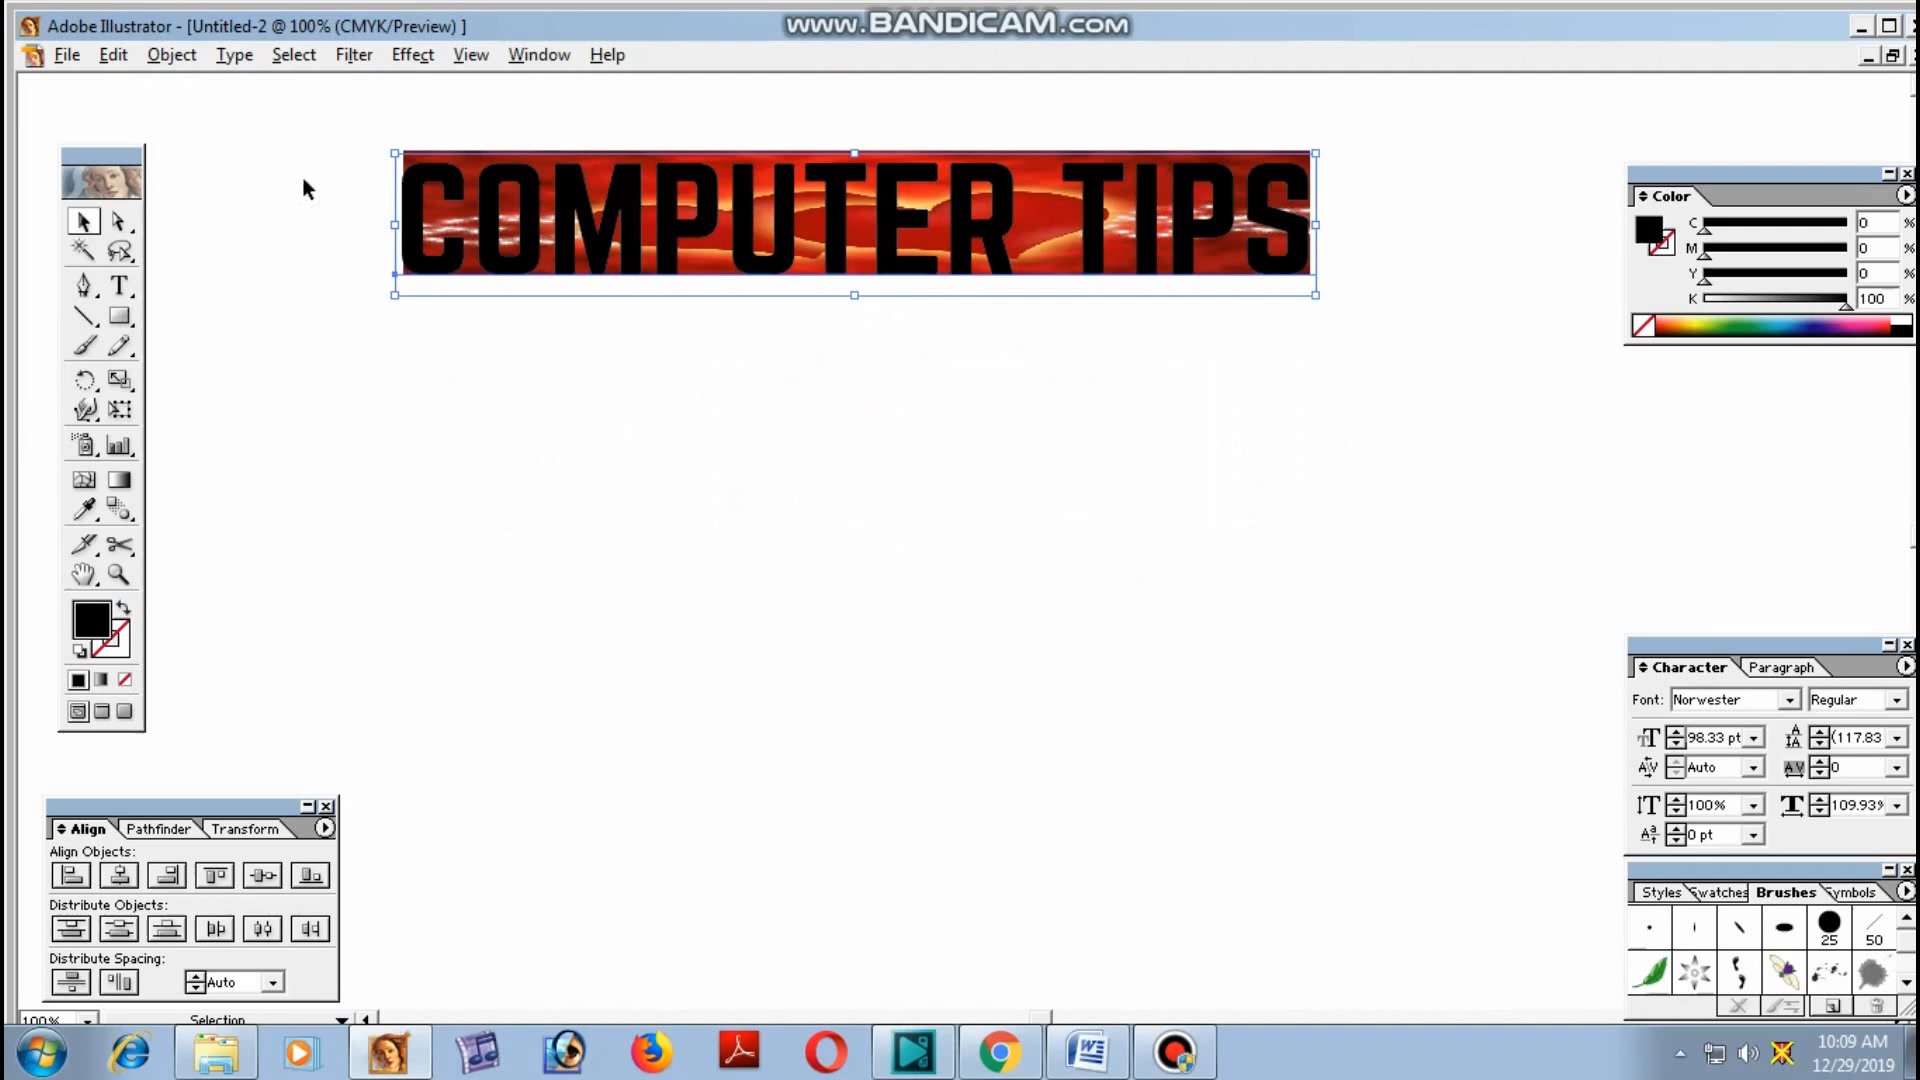 www.BANDICAM.com
Adobe Illustrator - [Untitled-2 @ 100% (CMYK/Preview) ]
File Edit Object Type Select Filter Effect View Window Help
COMPUTER TIPS
Color
C 0 %
M 0 %
Y 0 %
K 100 %
Character Paragraph
Font: Norwester Regular
98.33 pt (117.83
Auto 0
100% 109.93%
0 pt
Styles Swatches Brushes Symbols
25 50
Align Pathfinder Transform
Align Objects:
Distribute Objects:
Distribute Spacing:
Auto
100% Selection
10:09 AM
12/29/2019